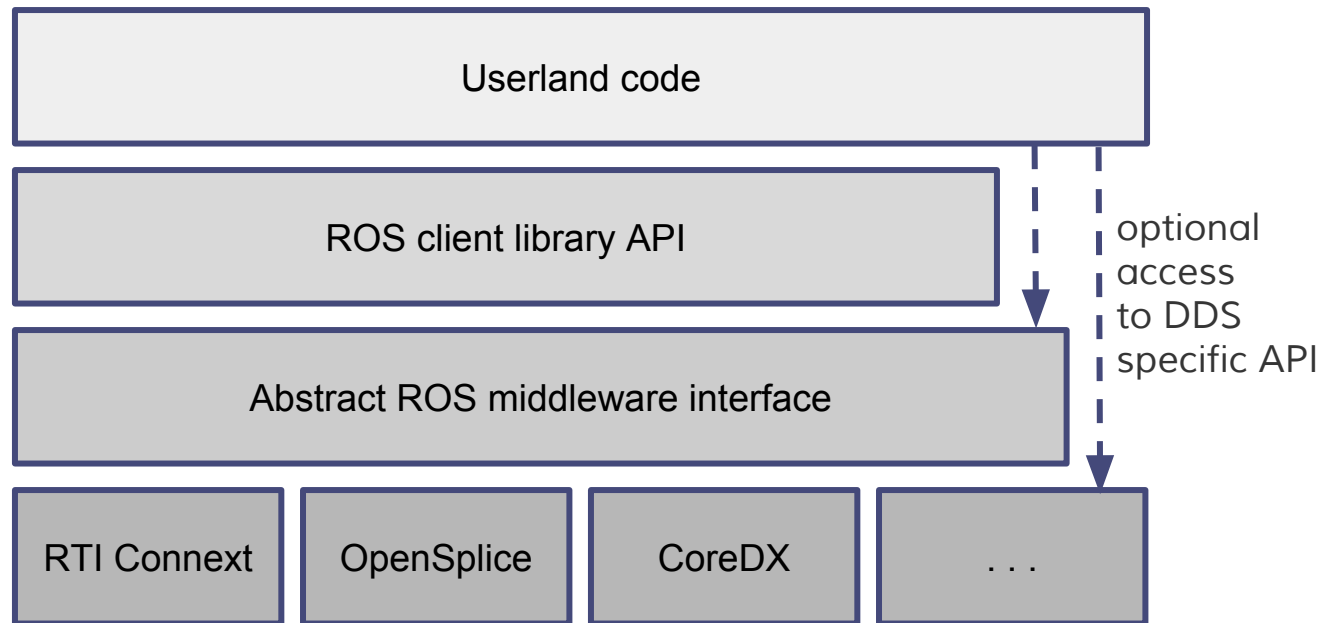 Userland code
ROS client library API
optional
access
to DDS
specific API
Abstract ROS middleware interface
RTI Connext
OpenSplice
CoreDX
. . .